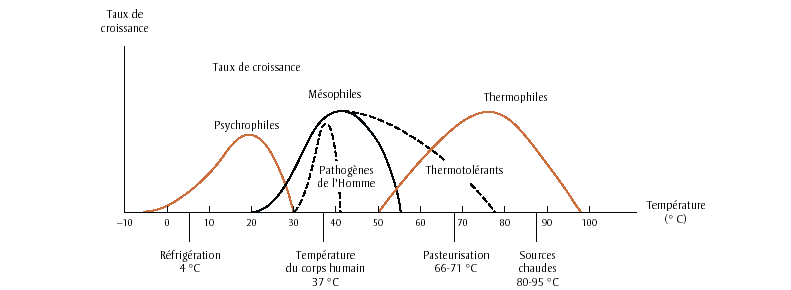 Taux de
croissance
Taux de croissance
Mésophiles
Thermophiles
Psychrophiles
Pathogènes
de l'Homme
Thermotolérants
Température
(° C)
–10 0 10 20 30 40 50 60 70 80 90 100
Réfrigération
4 °C
Température
du corps humain
37 °C
Pasteurisation
66-71 °C
Sources
chaudes
80-95 °C